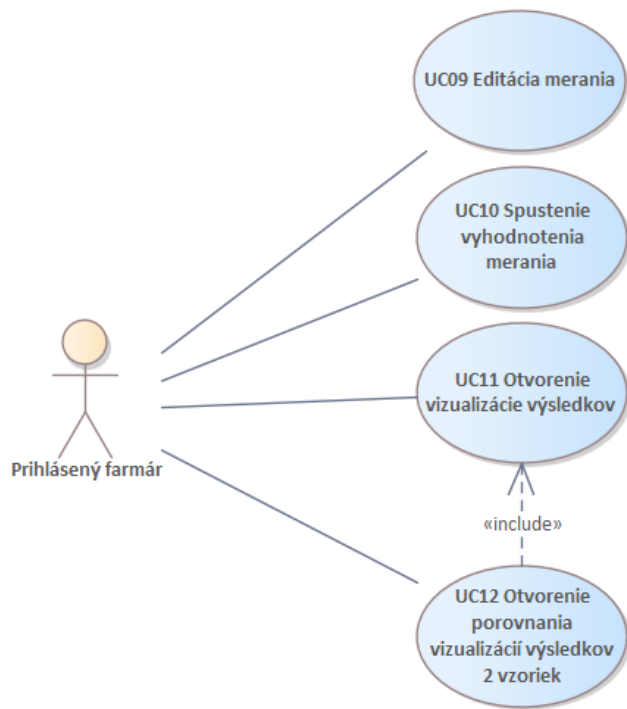 UC09 Editácia merania
UC10 Spustenie
vyhodnotenia
merania
UC11 Otvorenie
vizualizácie výsledkov
Prihlásený farmár
«include»
UC12 Otvorenie
porovnania
vizualizácií výsledkov
2 vzoriek